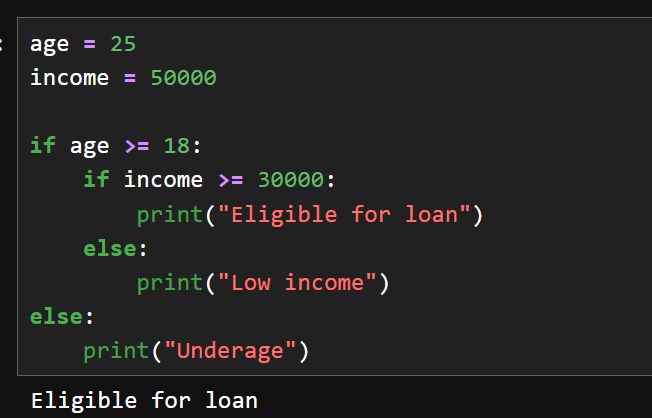 age = 25
income = 50000

if age >= 18:
    if income >= 30000:
        print("Eligible for loan")
    else:
        print("Low income")
else:
    print("Underage")
Eligible for loan